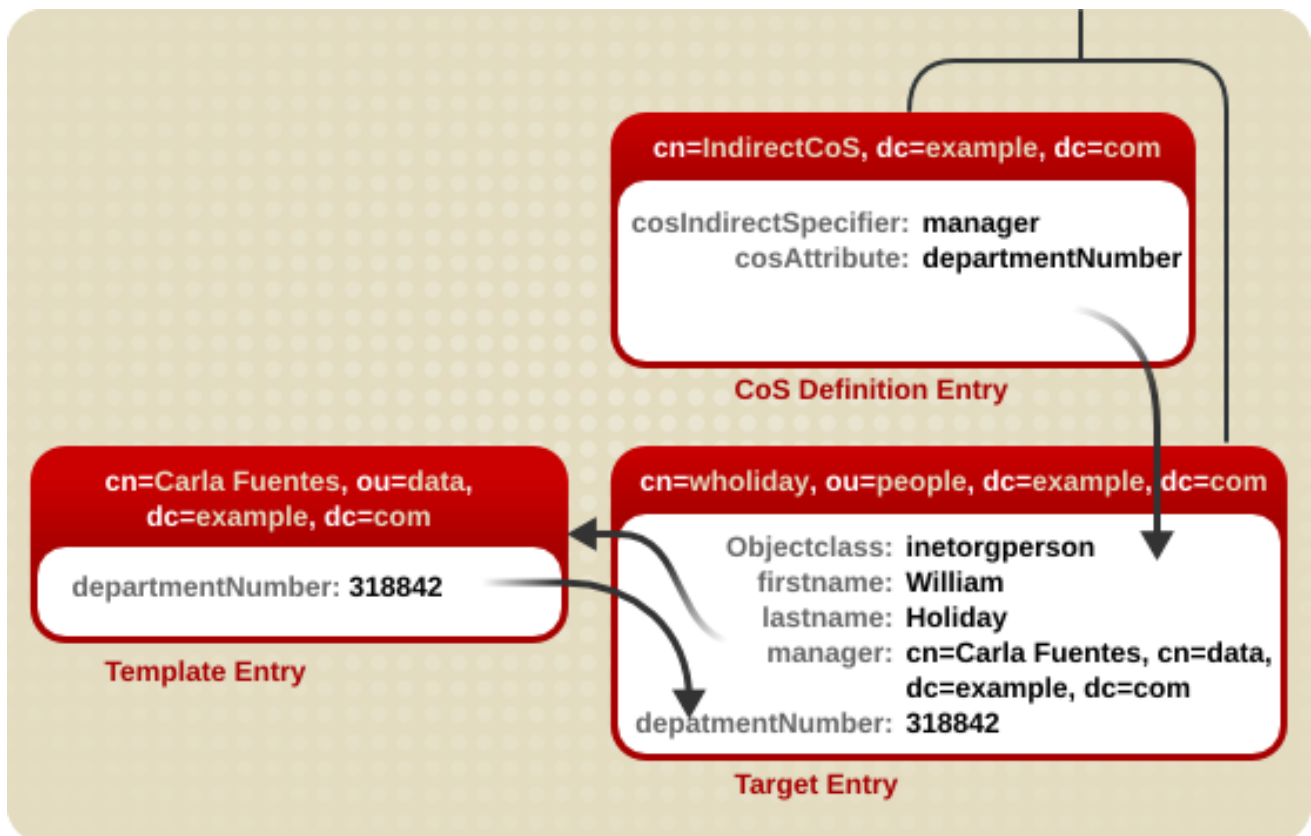 cn=IndirectCoS, dc=example, dc=com
cosIndirectSpecifier: manager
cosAttribute: departmentNumber
CoS Definition Entry
cn=Carla Fuentes, ou=data,
dc=example, dc=com
departmentNumber: 318842
Template Entry
cn=wholiday, ou=people, dc=example, dc=com
Objectclass: inetorgperson
firstname: William
lastname: Holiday
manager: cn=Carla Fuentes, cn=data,
dc=example, dc=com
depatmentNumber: 318842
Target Entry